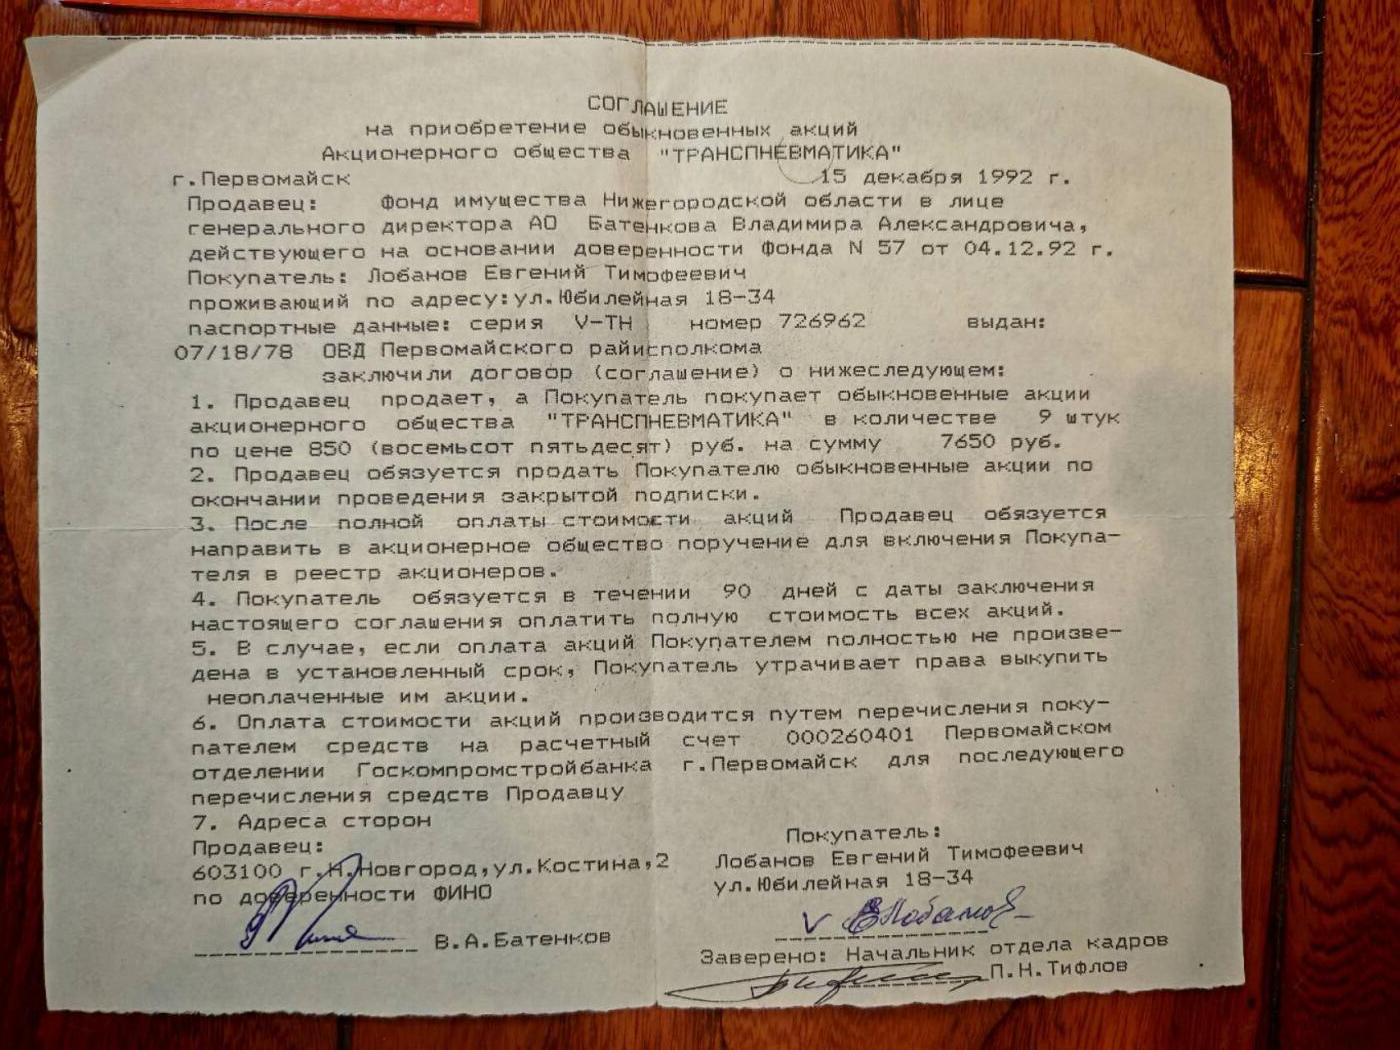 СОГЛАШЕНИЕ
на приобретение обыкновенных акций
Акционерного общества "ТРАНСПНЕВМАТИКА"
г.Первомайск 15 декабря 1992 г.
Продавец: Фонд имущества Нижегородской области в лице
генерального директора АО Батенкова Владимира Александровича,
действующего на основании доверенности Фонда N 57 от 04.12.92 г.
Покупатель: Лобанов Евгений Тимофеевич
проживающий по адресу:ул.Юбилейная 18-34
паспортные данные: серия V-ТН номер 726962 выдан:
07/18/78 ОВД Первомайского райисполкома
заключили договор (соглашение) о нижеследующем:
1. Продавец продает, а Покупатель покупает обыкновенные акции
акционерного общества "ТРАНСПНЕВМАТИКА" в количестве 9 штук
по цене 850 (восемьсот пятьдесят) руб. на сумму 7650 руб.
2. Продавец обязуется продать Покупателю обыкновенные акции по
окончании проведения закрытой подписки.
3. После полной оплаты стоимости акций Продавец обязуется
направить в акционерное общество поручение для включения Покупа-
теля в реестр акционеров.
4. Покупатель обязуется в течении 90 дней с даты заключения
настоящего соглашения оплатить полную стоимость всех акций.
5. В случае, если оплата акций Покупателем полностью не произве-
дена в установленный срок, Покупатель утрачивает права выкупить
неоплаченные им акции.
6. Оплата стоимости акций производится путем перечисления поку-
пателем средств на расчетный счет 000260401 Первомайском
отделении Госкомпромстройбанка г.Первомайск для последующего
перечисления средств Продавцу
7. Адреса сторон
Продавец:
603100 г.Н.Новгород,ул.Костина,2
по доверенности ФИНО
В.А.Батенков
Покупатель:
Лобанов Евгений Тимофеевич
ул.Юбилейная 18-34
V ЕЛобанов
Заверено: Начальник отдела кадров
П.Н.Тифлов